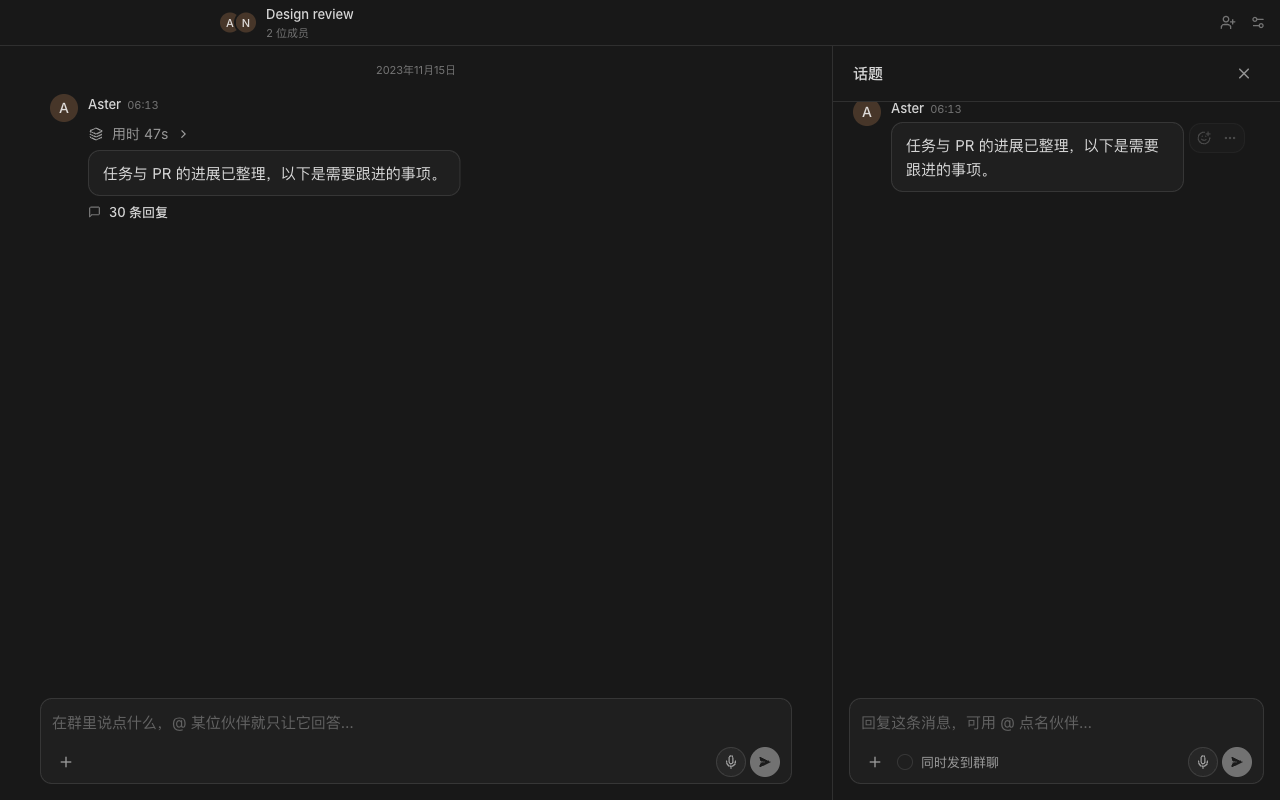 A N Design review
2 位成员
2023年11月15日
A Aster 06:13
用时 47s
任务与 PR 的进展已整理，以下是需要跟进的事项。
30 条回复
在群里说点什么，@ 某位伙伴就只让它回答...
话题
A Aster 06:13
任务与 PR 的进展已整理，以下是需要
跟进的事项。
回复这条消息，可用 @ 点名伙伴...
同时发到群聊